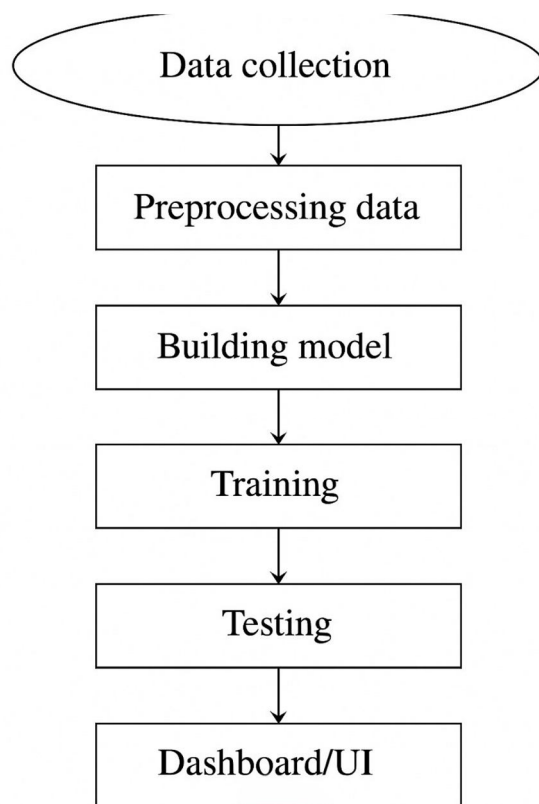 Data collection
Preprocessing data
Building model
Training
Testing
Dashboard/UI